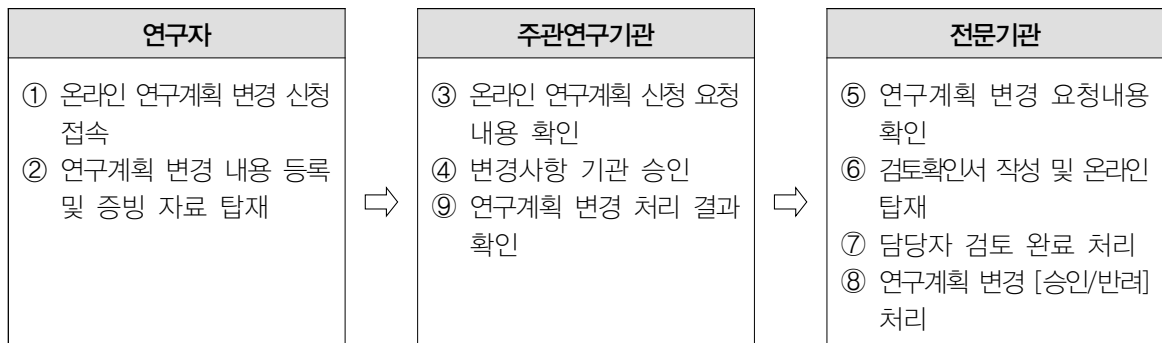 연구자
① 온라인 연구계획 변경 신청
접속
② 연구계획 변경 내용 등록
및 증빙 자료 탑재
주관연구기관
③ 온라인 연구계획 신청 요청
내용 확인
④ 변경사항 기관 승인
⑨ 연구계획 변경 처리 결과
확인
전문기관
⑤ 연구계획 변경 요청내용
확인
⑥ 검토확인서 작성 및 온라인
탑재
⑦ 담당자 검토 완료 처리
⑧ 연구계획 변경 [승인/반려]
처리